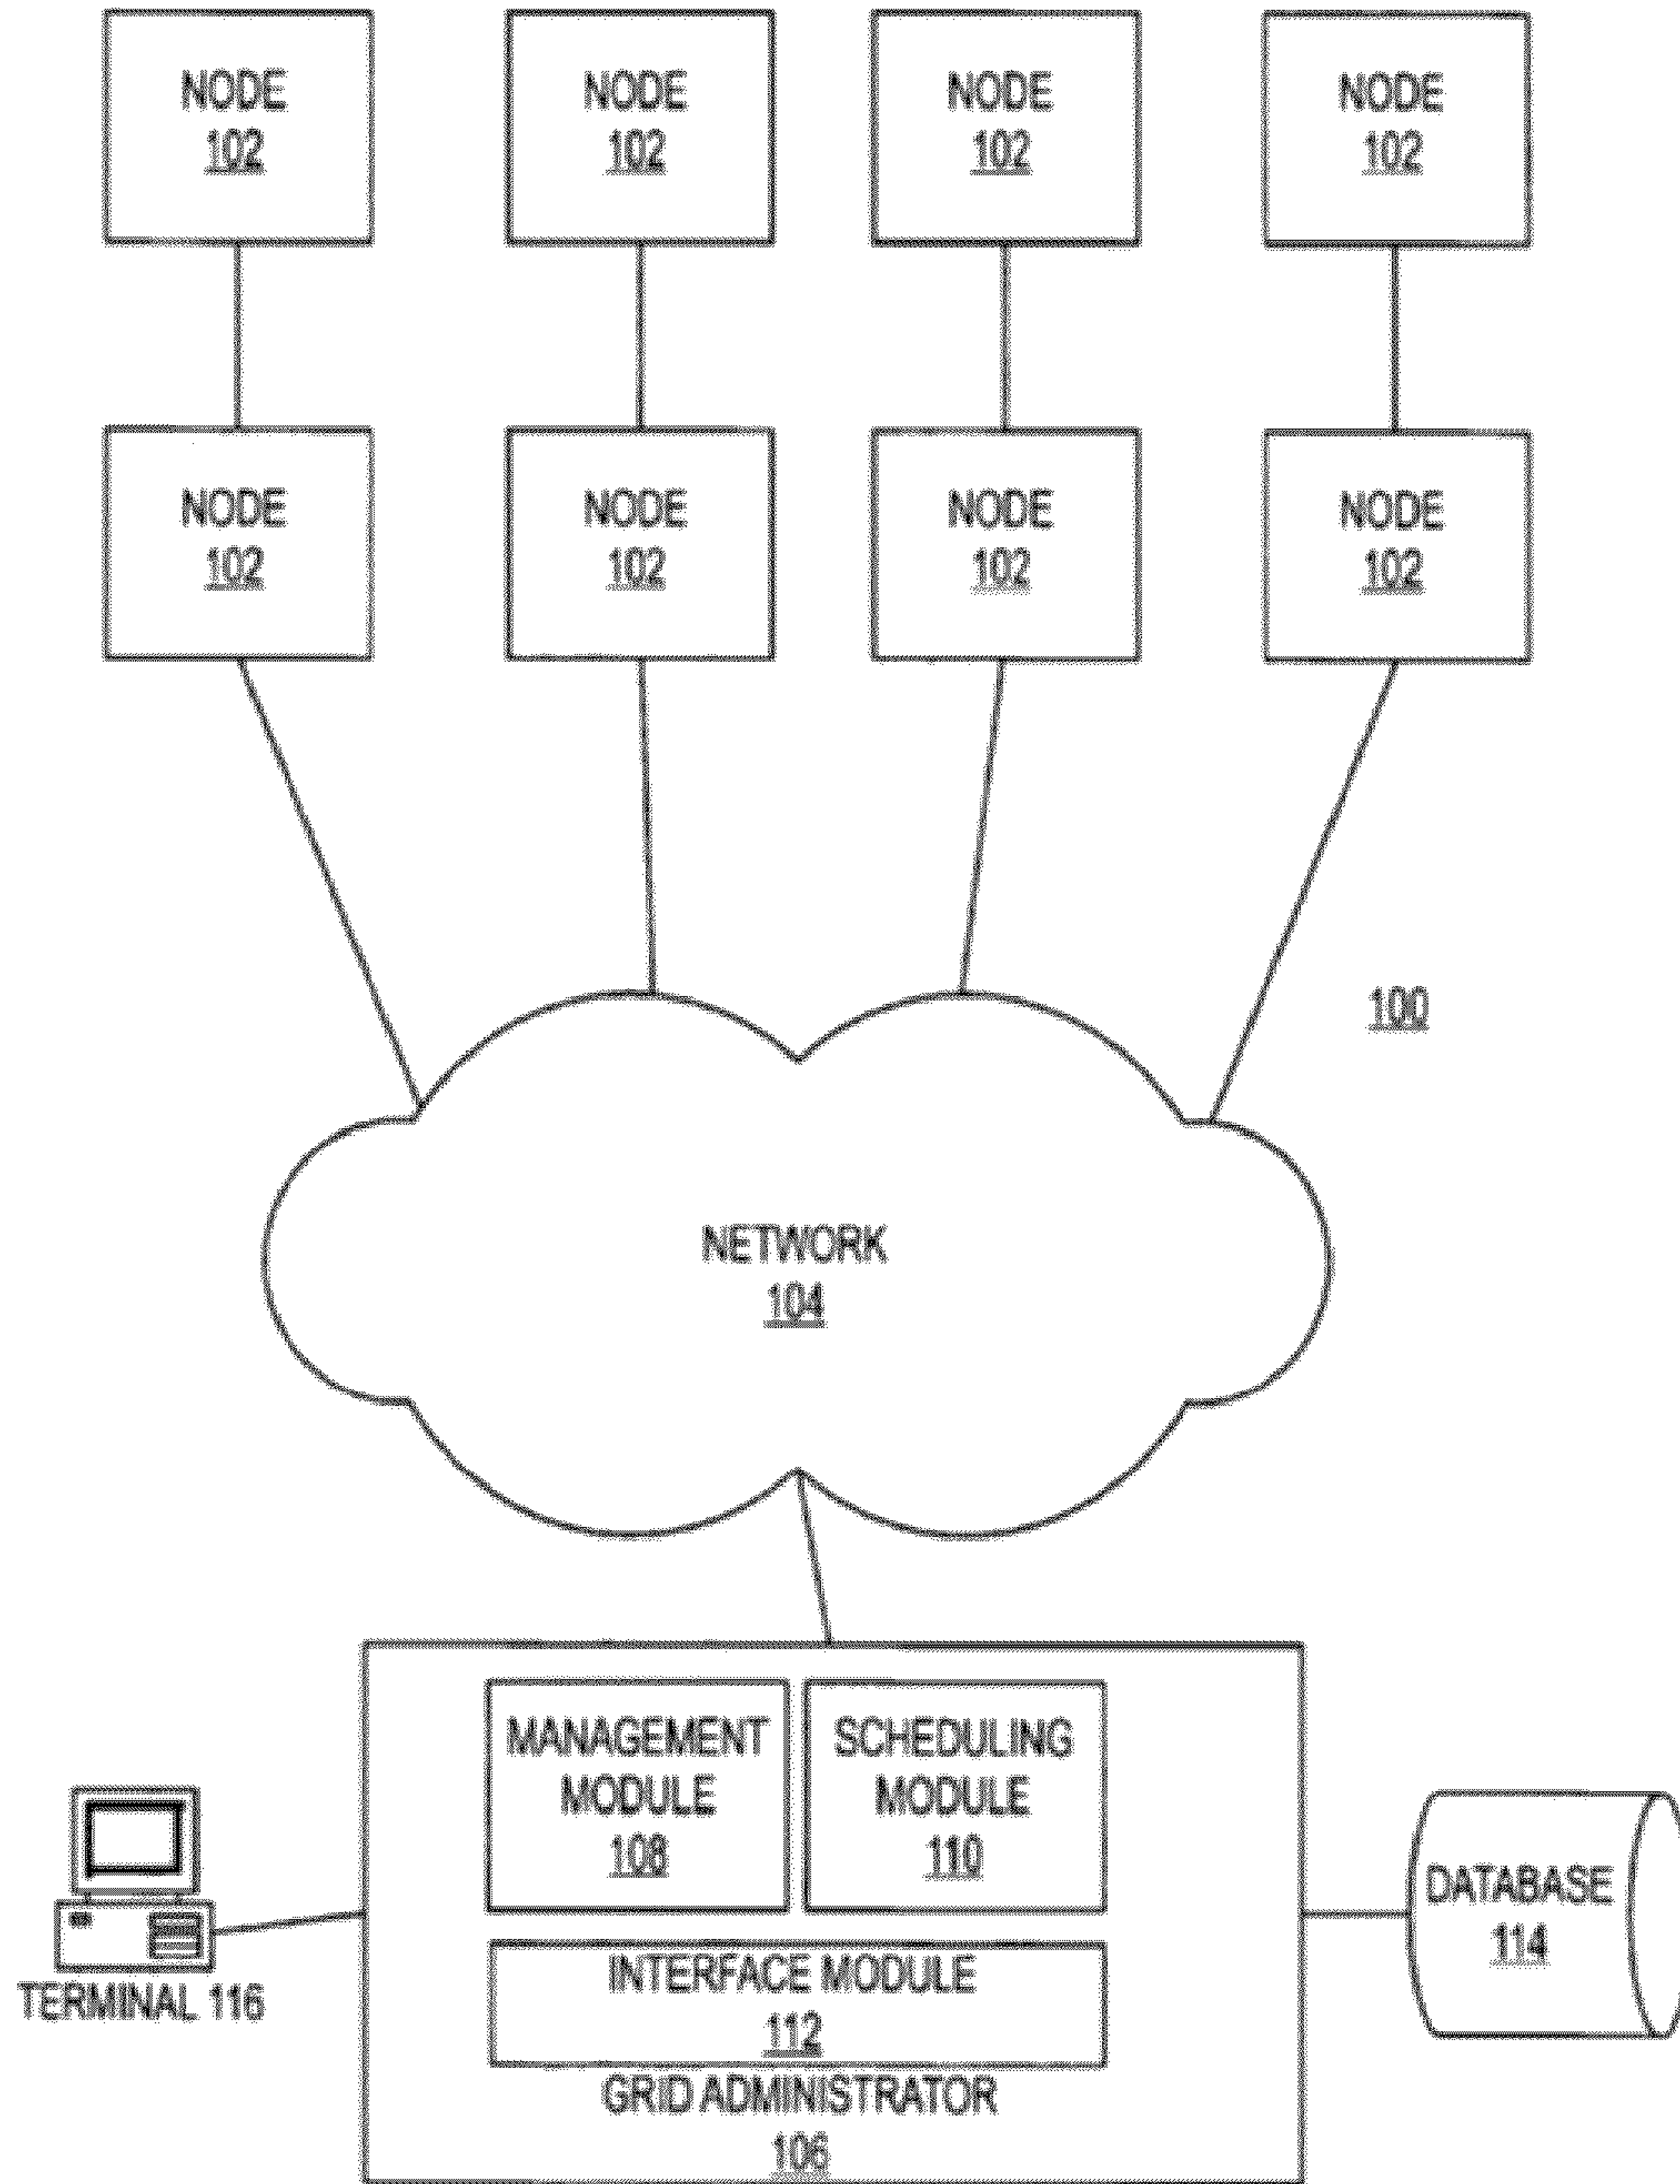 NODE
102
NODE
102
NODE
102
NODE
102
NODE
102
NODE
102
NODE
102
NODE
102
100
NETWORK
104
MANAGEMENT
MODULE
108
SCHEDULING
MODULE
110
INTERFACE MODULE
112
GRID ADMINISTRATOR
106
TERMINAL 116
DATABASE
114